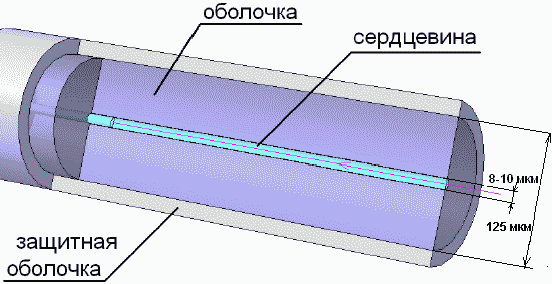 оболочка
сердцевина
8-10 мкм
125 мкм
защитная
оболочка